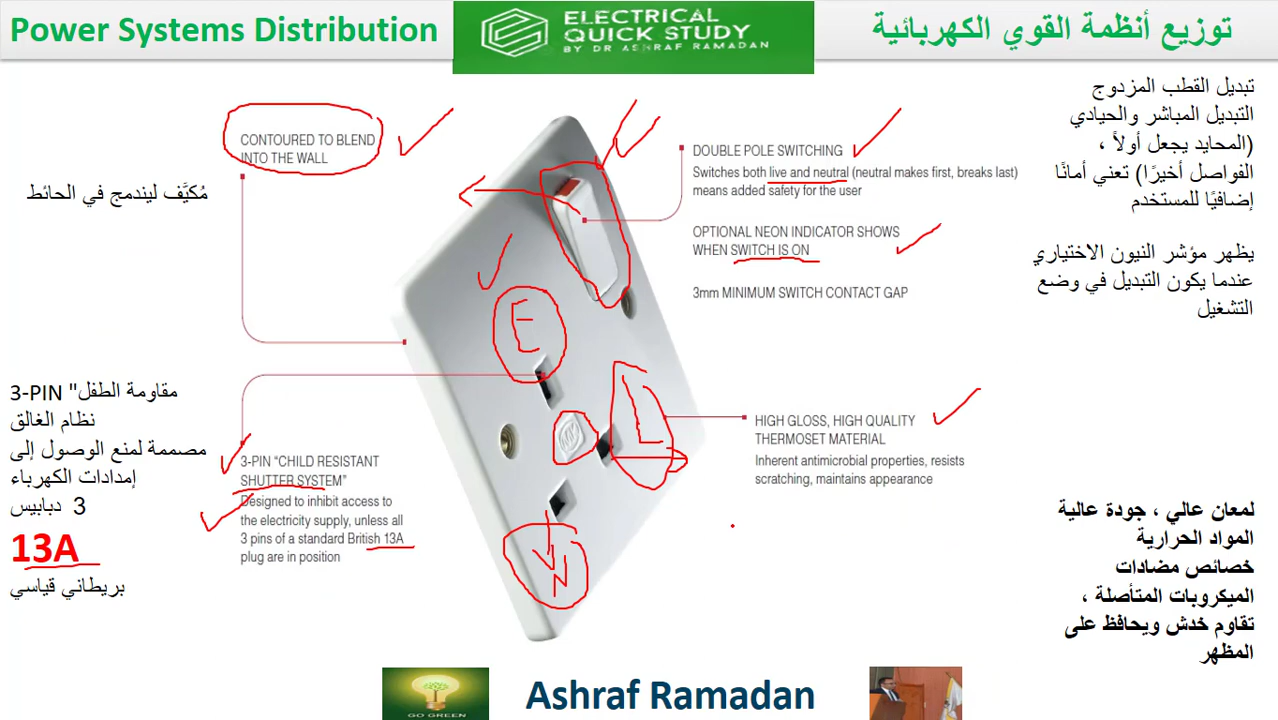 Power Systems Distribution
ELECTRICAL
QUICK STUDY
BY DR ASHRAF RAMADAN
توزيع أنظمة القوي الكهربائية
CONTOURED TO BLEND
INTO THE WALL
مُكيَّف ليندمج في الحائط
DOUBLE POLE SWITCHING
Switches both live and neutral (neutral makes first, breaks last)
means added safety for the user
OPTIONAL NEON INDICATOR SHOWS
WHEN SWITCH IS ON
3mm MINIMUM SWITCH CONTACT GAP
تبديل القطب المزدوج
التبديل المباشر والحيادي
(المحايد يجعل أولاً ،
الفواصل أخيرًا) تعني أمانًا
إضافيًا للمستخدم
يظهر مؤشر النيون الاختياري
عندما يكون التبديل في وضع
التشغيل
E
L
N
MK
3-PIN "مقاومة الطفل
نظام الغالق
مصممة لمنع الوصول إلى
إمدادات الكهرباء
3 دبابيس
13A
بريطاني قياسي
3-PIN “CHILD RESISTANT
SHUTTER SYSTEM”
Designed to inhibit access to
the electricity supply, unless all
3 pins of a standard British 13A
plug are in position
HIGH GLOSS, HIGH QUALITY
THERMOSET MATERIAL
Inherent antimicrobial properties, resists
scratching, maintains appearance
لمعان عالي ، جودة عالية
المواد الحرارية
خصائص مضادات
الميكروبات المتأصلة ،
تقاوم خدش ويحافظ على
المظهر
GO GREEN
Ashraf Ramadan